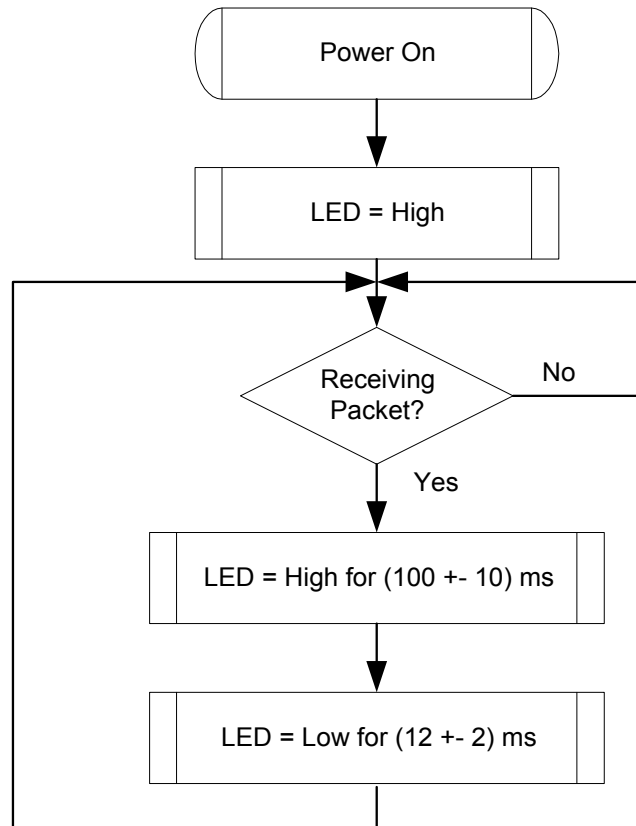 Power On
LED = High
Receiving
Packet?
No
Yes
LED = High for (100 +- 10) ms
LED = Low for (12 +- 2) ms